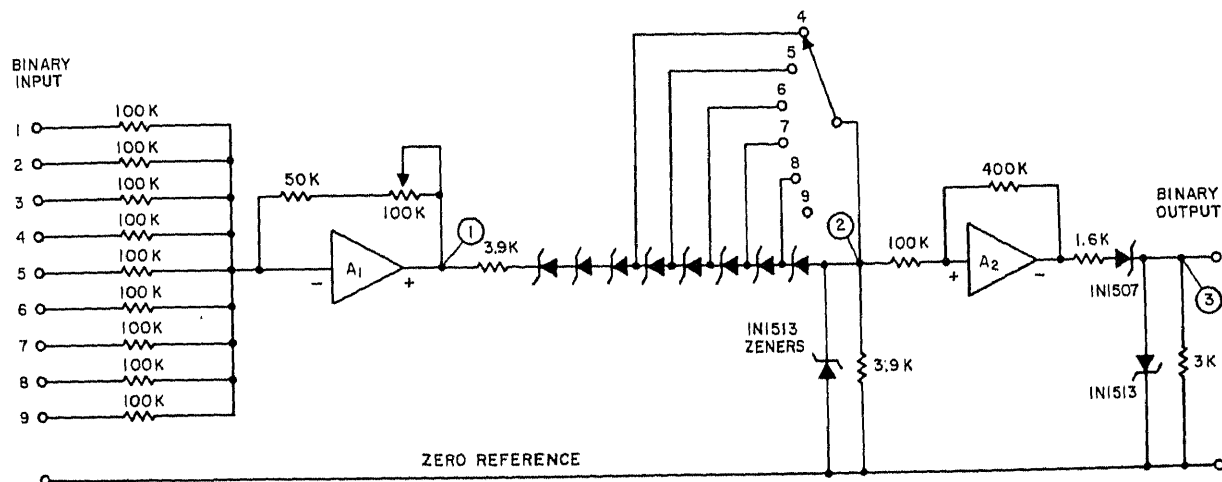 BINARY
INPUT
1
100K
2
100K
3
100K
4
100K
5
100K
6
100K
7
100K
8
100K
9
100K
50K
100K
A1
-
+
1
3.9K
4
5
6
7
8
9
2
IN1513
ZENERS
3.9K
100K
400K
+
A2
-
1.6K
IN1507
BINARY
OUTPUT
3
IN1513
3K
ZERO REFERENCE